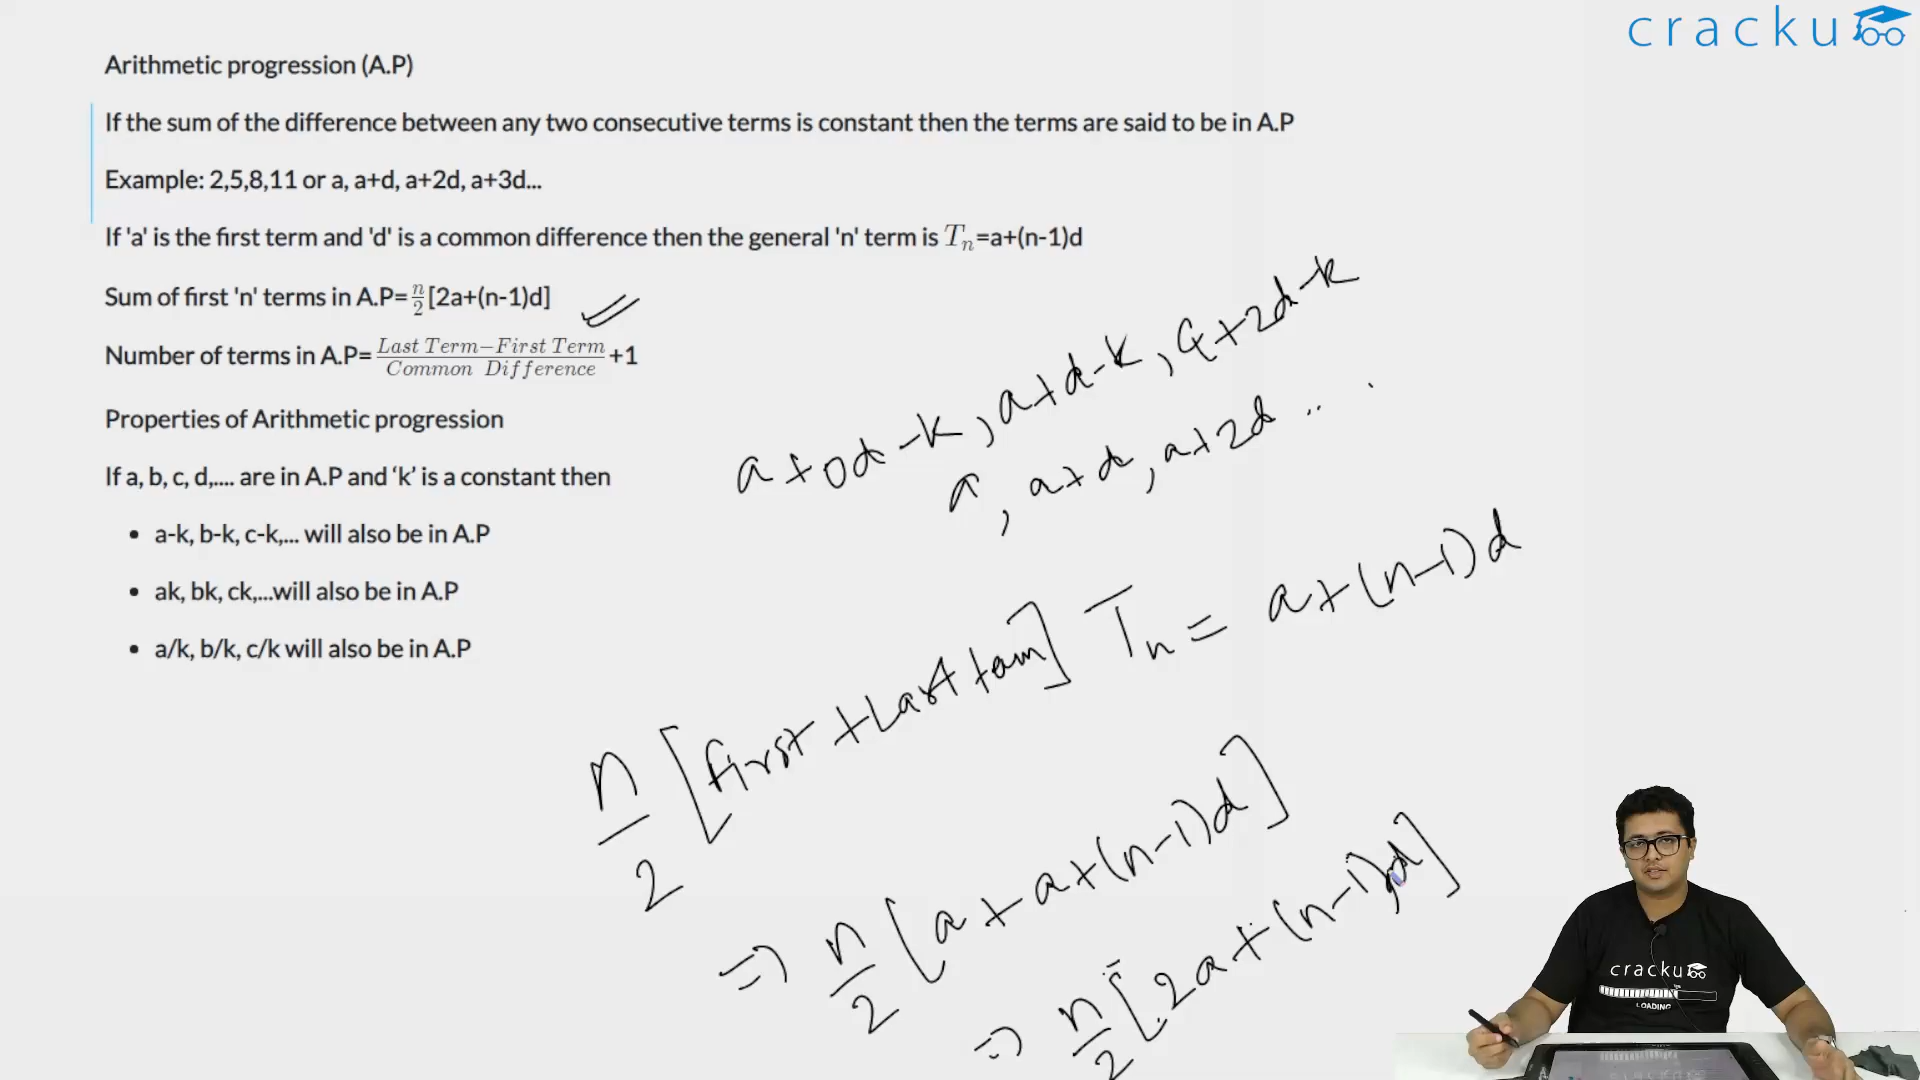 cracku
Arithmetic progression (A.P)
If the sum of the difference between any two consecutive terms is constant then the terms are said to be in A.P
Example: 2,5,8,11 or a, a+d, a+2d, a+3d...
If 'a' is the first term and 'd' is a common difference then the general 'n' term is Tₙ=a+(n-1)d
Sum of first 'n' terms in A.P=n/2[2a+(n-1)d]
Number of terms in A.P=Last Term−First Term/Common Difference+1
Properties of Arithmetic progression
If a, b, c, d,.... are in A.P and ‘k’ is a constant then
• a-k, b-k, c-k,... will also be in A.P
• ak, bk, ck,...will also be in A.P
• a/k, b/k, c/k will also be in A.P
a+0d-k, a+d-k, a+2d-k
a, a+d, a+2d ...
Tₙ = a+(n-1)d
n/2 [first + Last term]
=> n/2 [a+a+(n-1)d]
=> n/2 [2a+(n-1)d]
cracku
LOADING